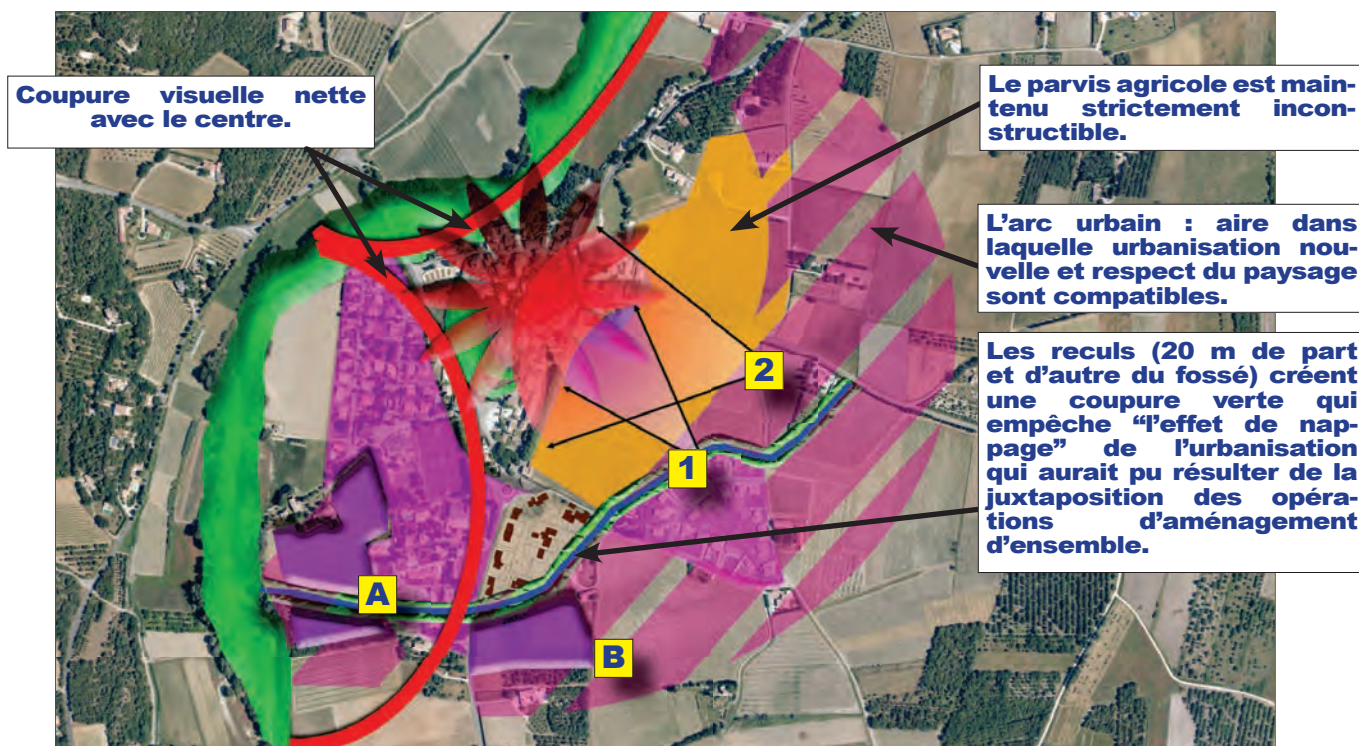 Coupure visuelle nette
avec le centre.
Le parvis agricole est main-
tenu strictement incon-
structible.
L'arc urbain : aire dans
laquelle urbanisation nou-
velle et respect du paysage
sont compatibles.
Les reculs (20 m de part
et d'autre du fossé) créent
une coupure verte qui
empêche “l'effet de nap-
page” de l'urbanisation
qui aurait pu résulter de la
juxtaposition des opéra-
tions d'aménagement
d'ensemble.
2
1
A
B